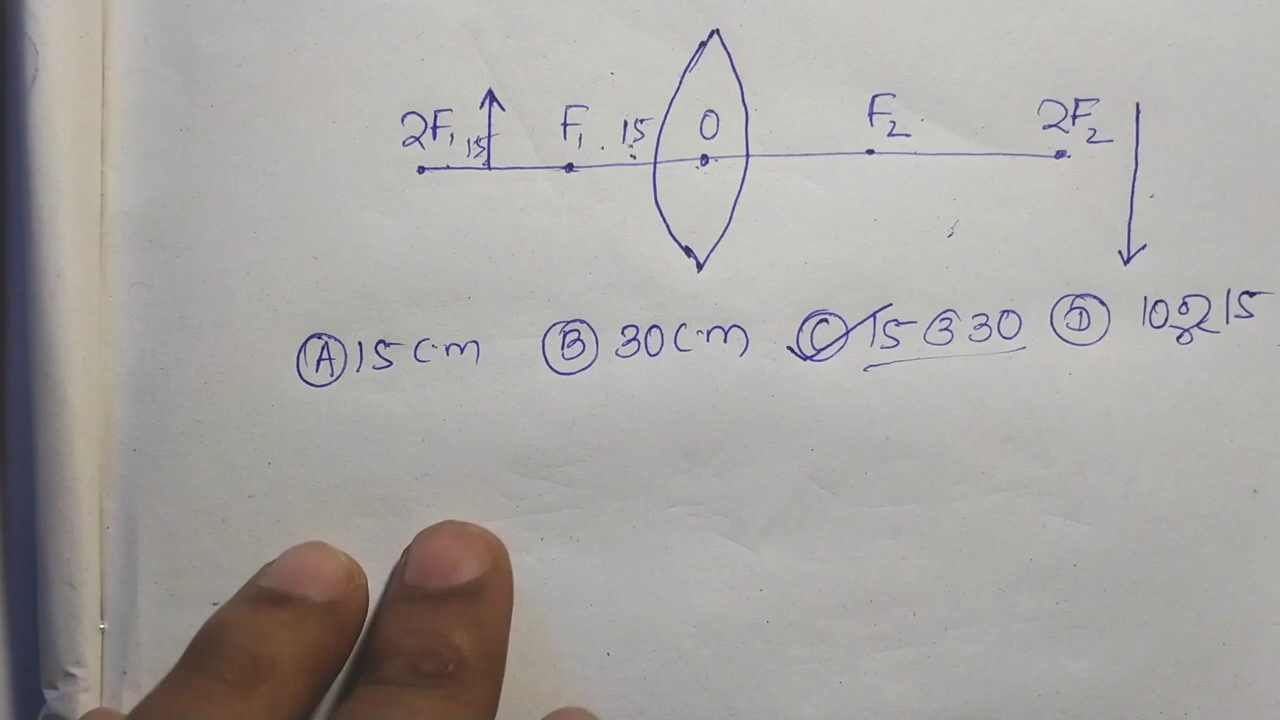 2F₁ 15 F₁ 15 O F₂ 2F₂
A 15 cm B 30 cm C 15 & 30 D 10 & 15